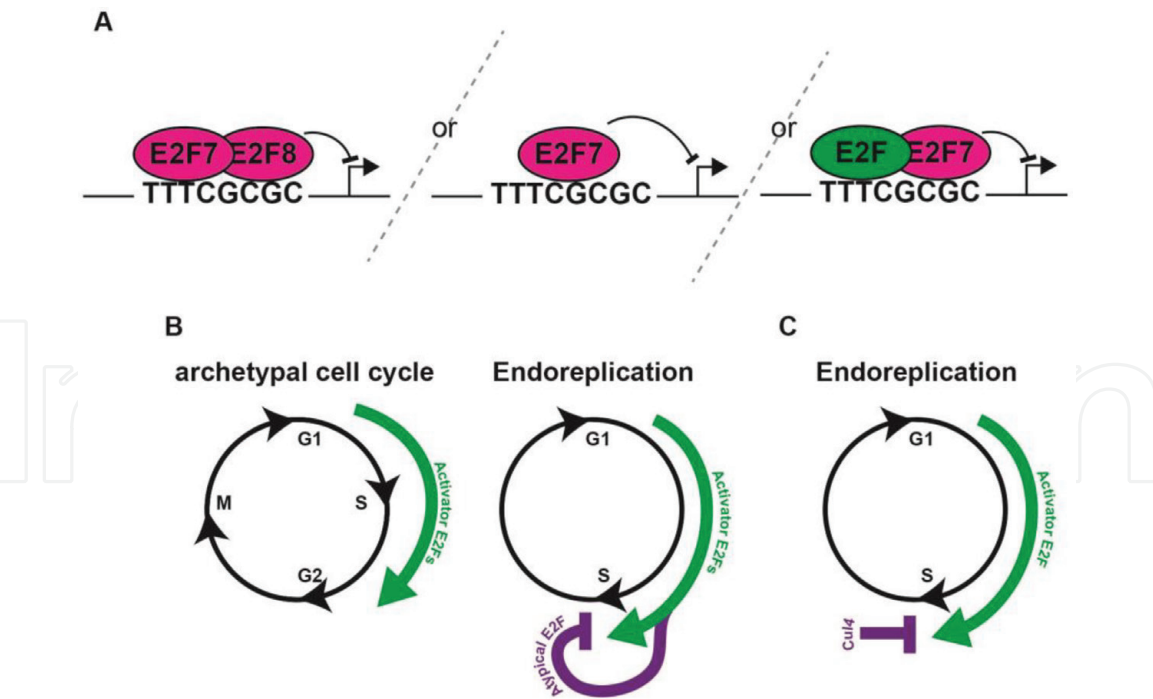 A
or
or
E2F7 E2F8
E2F7
E2F E2F7
TTTCGCGC
TTTCGCGC
TTTCGCGC
B
C
archetypal cell cycle
Endoreplication
Endoreplication
G1
S
G2
M
Activator E2Fs
G1
S
Activator E2Fs
Atypical E2F
G1
S
Activator E2F
Cul4